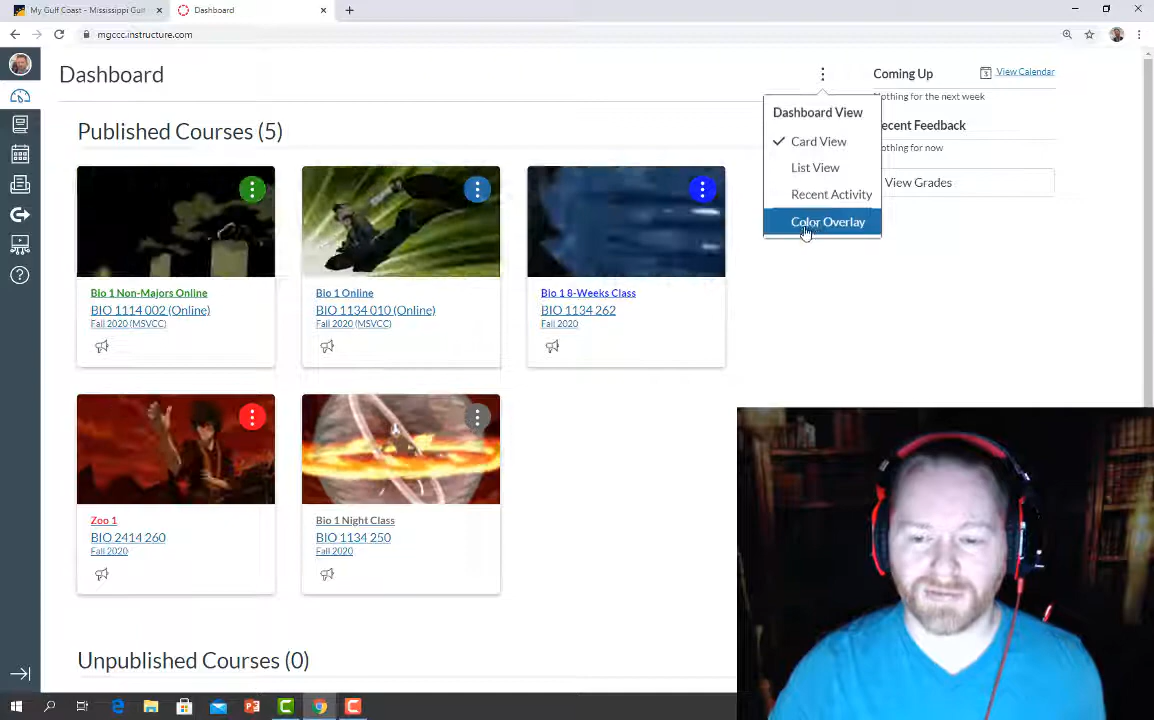 My Gulf Coast - Mississippi Gulf
Dashboard
mgccc.instructure.com
Dashboard
Coming Up
View Calendar
Nothing for the next week
Dashboard View
Card View
List View
Recent Activity
Color Overlay
ecent Feedback
othing for now
View Grades
Published Courses (5)
Bio 1 Non-Majors Online
BIO 1114 002 (Online)
Fall 2020 (MSVCC)
Bio 1 Online
BIO 1134 010 (Online)
Fall 2020 (MSVCC)
Bio 1 8-Weeks Class
BIO 1134 262
Fall 2020
Zoo 1
BIO 2414 260
Fall 2020
Bio 1 Night Class
BIO 1134 250
Fall 2020
Unpublished Courses (0)